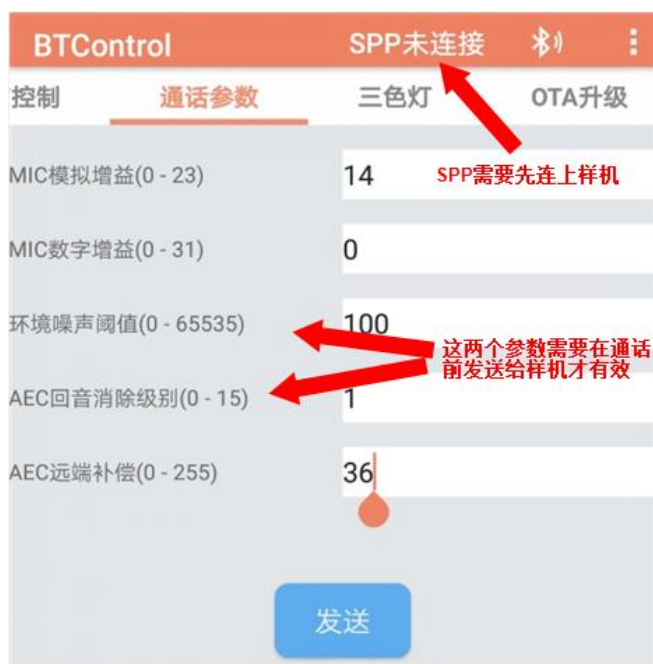 BTControl SPP未连接
控制 通话参数 三色灯 OTA升级
MIC模拟增益(0 - 23) 14 SPP需要先连上样机
MIC数字增益(0 - 31) 0
环境噪声阈值(0 - 65535) 100
这两个参数需要在通话
前发送给样机才有效
AEC回音消除级别(0 - 15) 1
AEC远端补偿(0 - 255) 36
发送